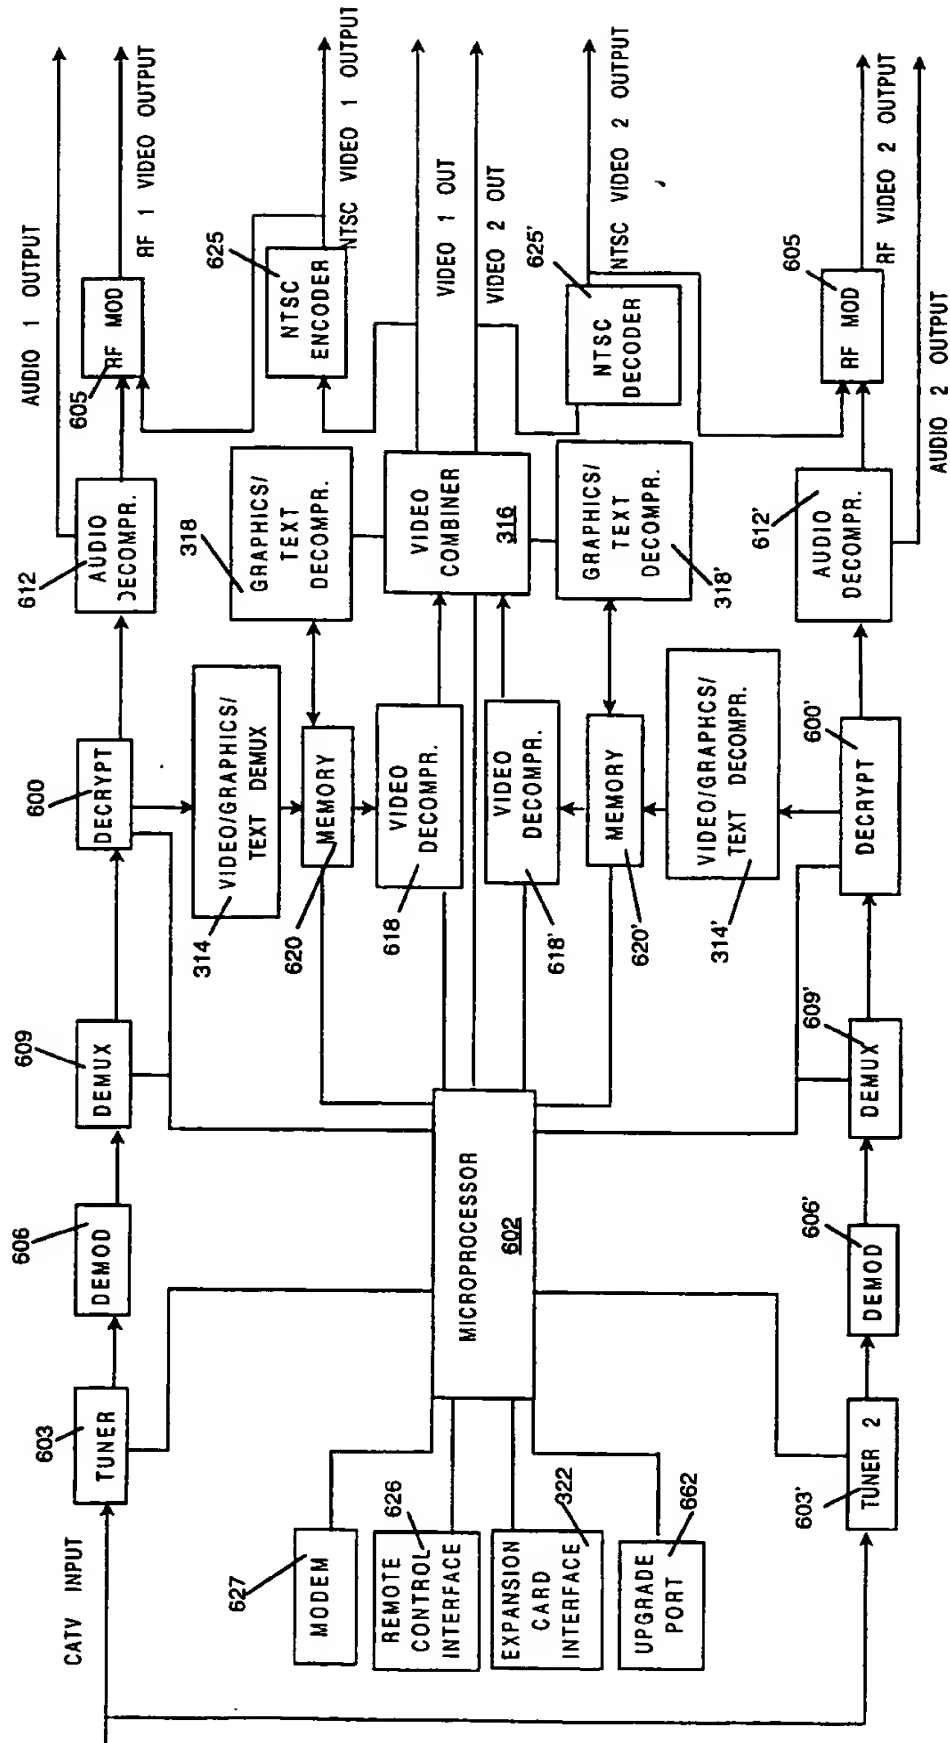 CATV INPUT
603
TUNER
606
DEMOD
609
DEMUX
600
DECRYPT
612
AUDIO
DECOMPR.
605
RF MOD
AUDIO 1 OUTPUT
RF 1 VIDEO OUTPUT
314
VIDEO/GRAPHICS/
TEXT DEMUX
318
GRAPHICS/
TEXT
DECOMPR.
625
NTSC
ENCODER
NTSC VIDEO 1 OUTPUT
627
MODEM
620
MEMORY
626
REMOTE
CONTROL
INTERFACE
618
VIDEO
DECOMPR.
VIDEO
COMBINER
316
VIDEO 1 OUT
VIDEO 2 OUT
MICROPROCESSOR
602
322
EXPANSION
CARD
INTERFACE
618'
VIDEO
DECOMPR.
625'
NTSC
DECODER
NTSC VIDEO 2 OUTPUT
662
UPGRADE
PORT
620'
MEMORY
GRAPHICS/
TEXT
DECOMPR.
318'
314'
VIDEO/GRAPHCS/
TEXT DECOMPR.
603'
TUNER 2
606'
DEMOD
609'
DEMUX
600'
DECRYPT
612'
AUDIO
DECOMPR.
605
RF MOD
RF VIDEO 2 OUTPUT
AUDIO 2 OUTPUT